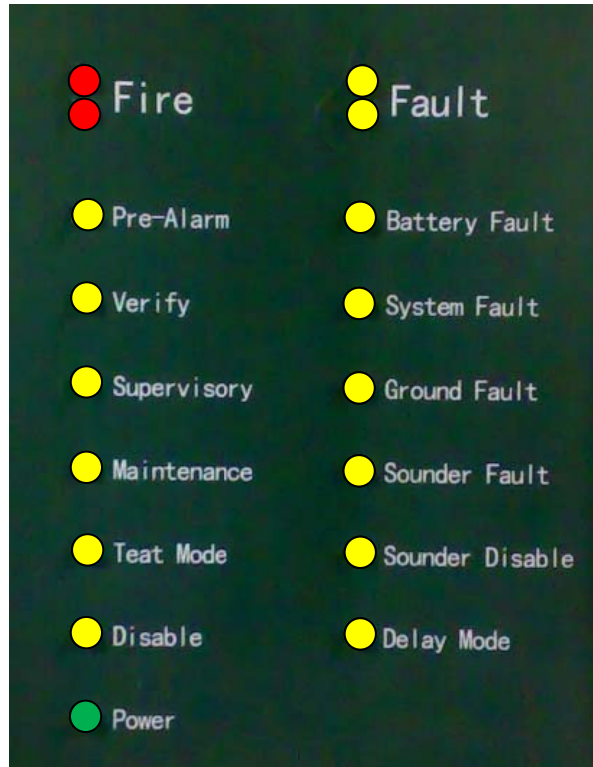 Fire
Fault
Pre-Alarm
Battery Fault
Verify
System Fault
Supervisory
Ground Fault
Maintenance
Sounder Fault
Teat Mode
Sounder Disable
Disable
Delay Mode
Power